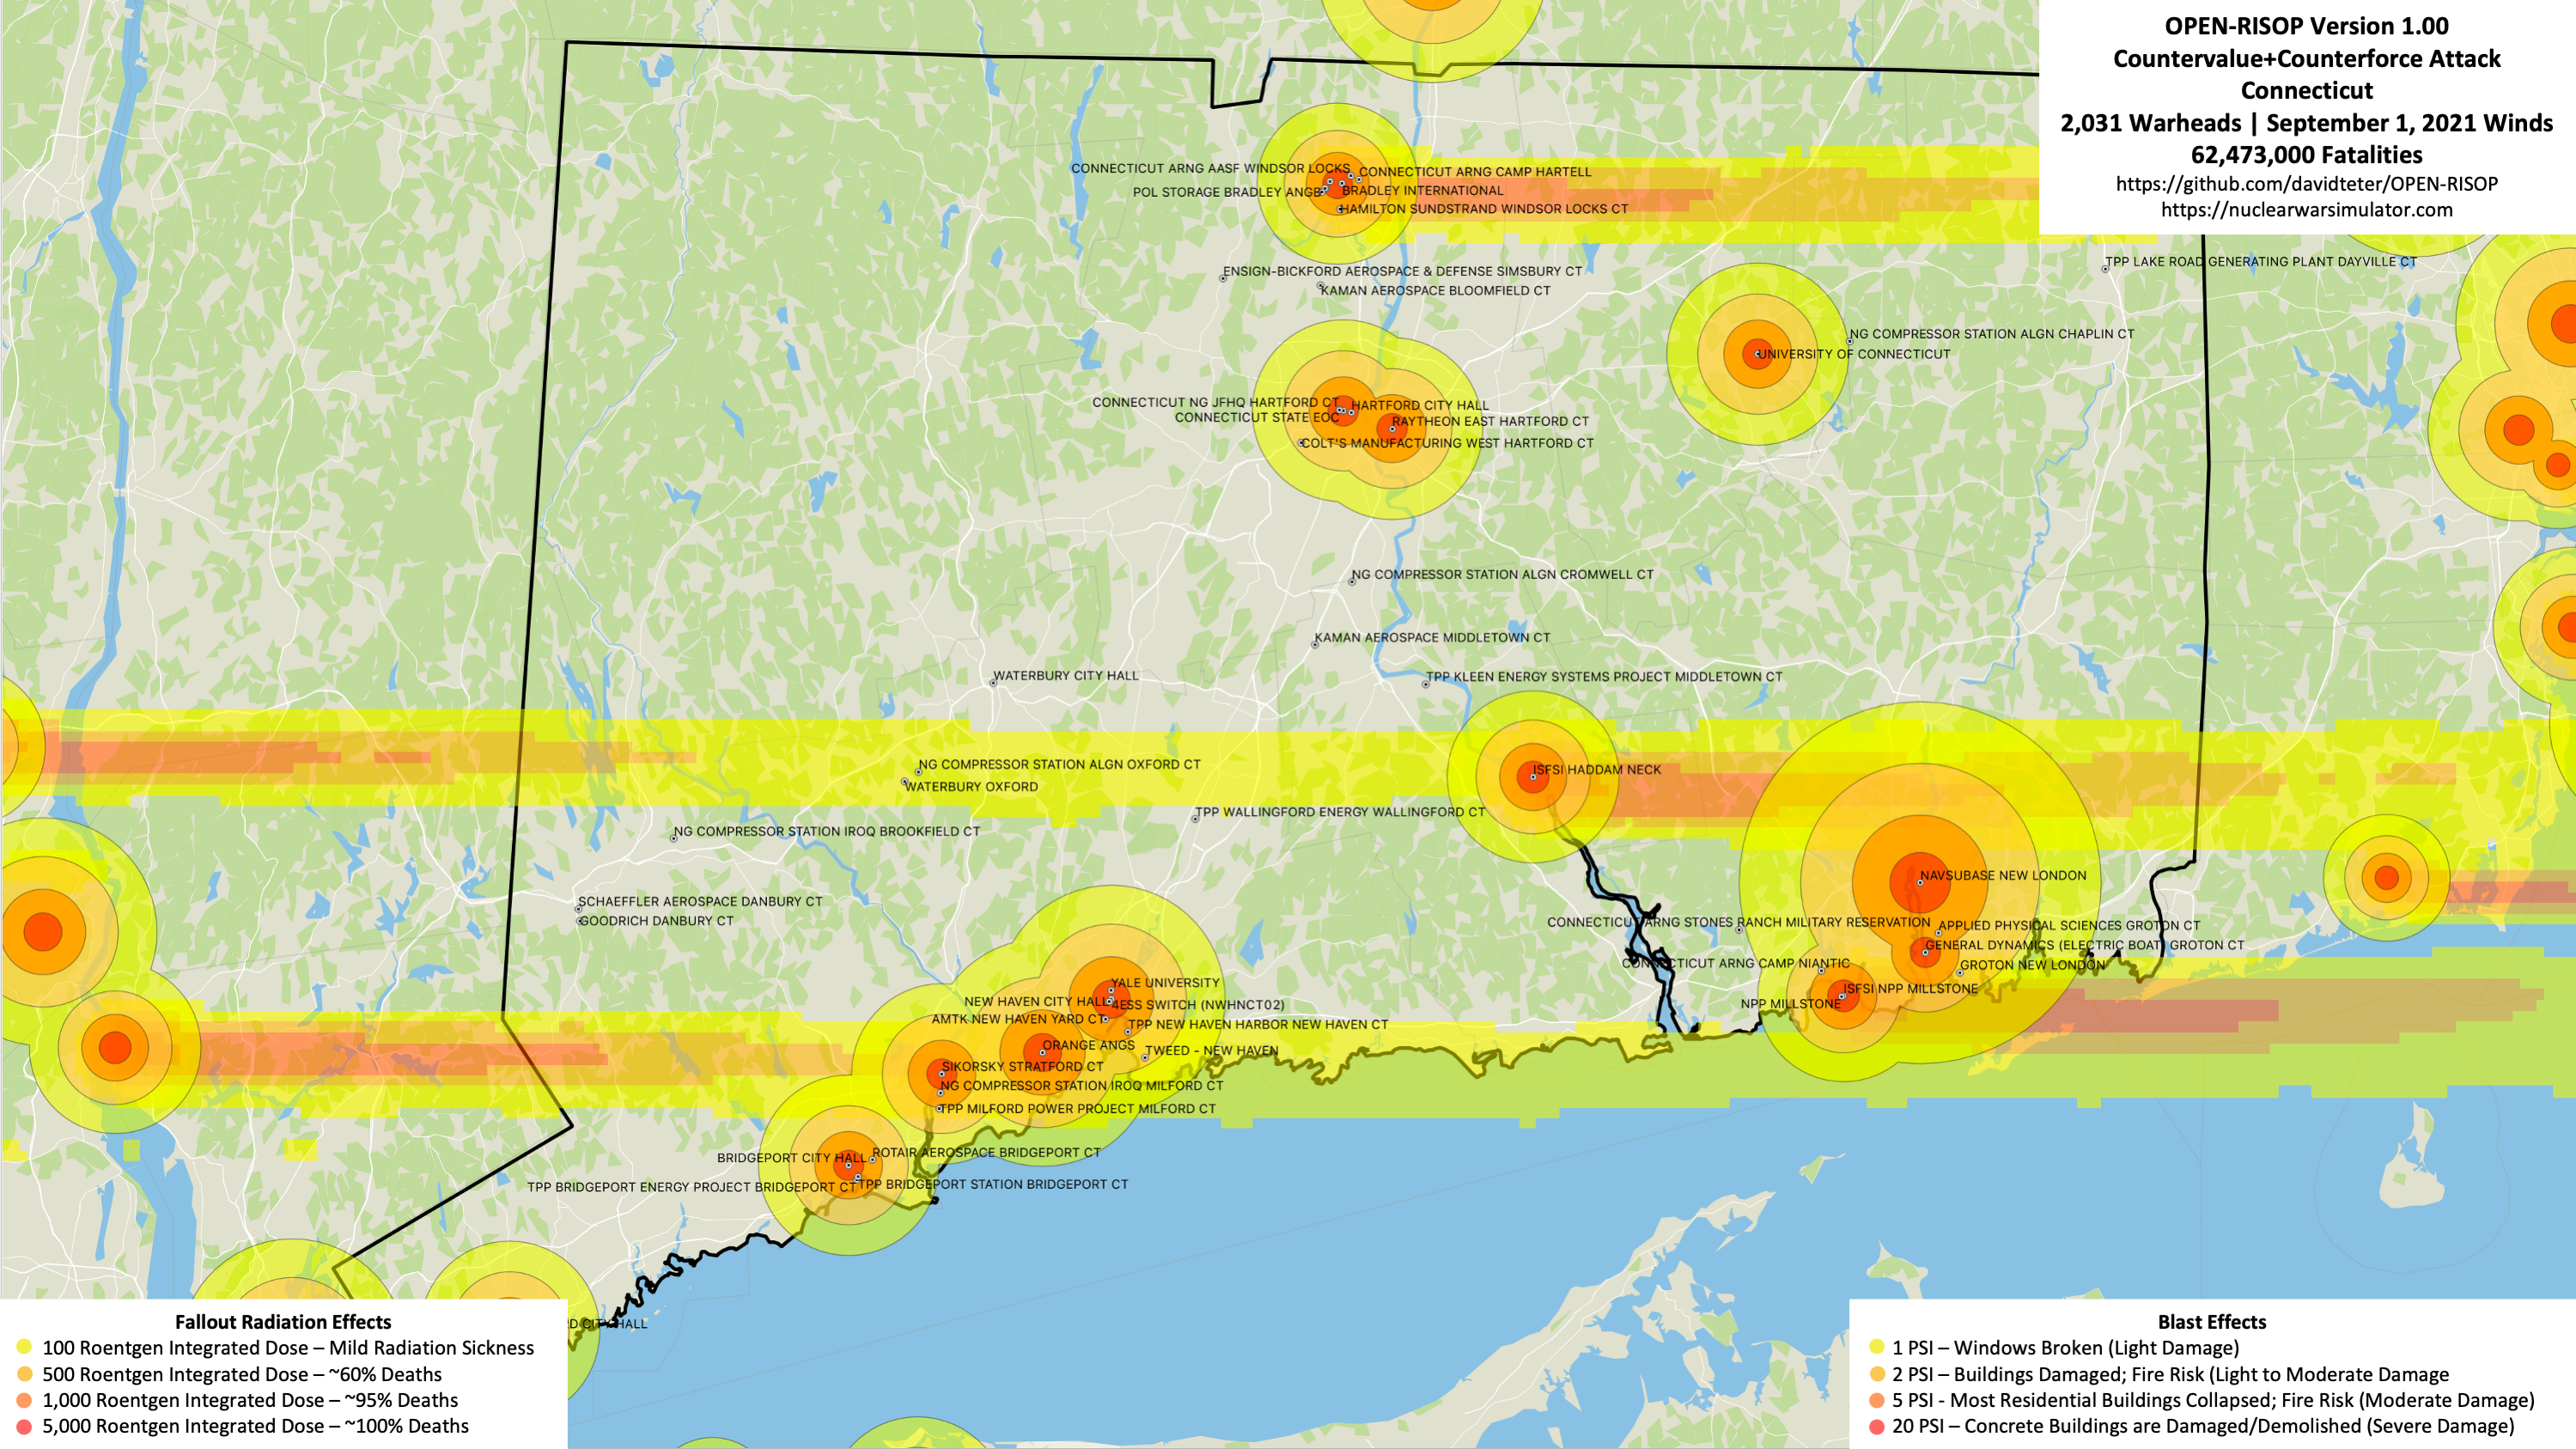 OPEN-RISOP Version 1.00
Countervalue+Counterforce Attack
Connecticut
2,031 Warheads | September 1, 2021 Winds
62,473,000 Fatalities
https://github.com/davidteter/OPEN-RISOP
https://nuclearwarsimulator.com
CONNECTICUT ARNG AASF WINDSOR LOCKS
CONNECTICUT ARNG CAMP HARTELL
POL STORAGE BRADLEY ANGB
BRADLEY INTERNATIONAL
HAMILTON SUNDSTRAND WINDSOR LOCKS CT
TPP LAKE ROAD GENERATING PLANT DAYVILLE CT
ENSIGN-BICKFORD AEROSPACE & DEFENSE SIMSBURY CT
KAMAN AEROSPACE BLOOMFIELD CT
NG COMPRESSOR STATION ALGN CHAPLIN CT
UNIVERSITY OF CONNECTICUT
CONNECTICUT NG JFHQ HARTFORD CT
HARTFORD CITY HALL
CONNECTICUT STATE EOC
RAYTHEON EAST HARTFORD CT
COLT'S MANUFACTURING WEST HARTFORD CT
NG COMPRESSOR STATION ALGN CROMWELL CT
KAMAN AEROSPACE MIDDLETOWN CT
WATERBURY CITY HALL
TPP KLEEN ENERGY SYSTEMS PROJECT MIDDLETOWN CT
NG COMPRESSOR STATION ALGN OXFORD CT
ISFSI HADDAM NECK
WATERBURY OXFORD
TPP WALLINGFORD ENERGY WALLINGFORD CT
NG COMPRESSOR STATION IROQ BROOKFIELD CT
NAVSUBASE NEW LONDON
SCHAEFFLER AEROSPACE DANBURY CT
GOODRICH DANBURY CT
CONNECTICUT ARNG STONES RANCH MILITARY RESERVATION
APPLIED PHYSICAL SCIENCES GROTON CT
GENERAL DYNAMICS (ELECTRIC BOAT) GROTON CT
CONNECTICUT ARNG CAMP NIANTIC
GROTON NEW LONDON
YALE UNIVERSITY
ISFSI NPP MILLSTONE
NEW HAVEN CITY HALL
4ESS SWITCH (NWHNCT02)
NPP MILLSTONE
AMTK NEW HAVEN YARD CT
TPP NEW HAVEN HARBOR NEW HAVEN CT
ORANGE ANGS
TWEED - NEW HAVEN
SIKORSKY STRATFORD CT
NG COMPRESSOR STATION IROQ MILFORD CT
TPP MILFORD POWER PROJECT MILFORD CT
BRIDGEPORT CITY HALL
ROTAIR AEROSPACE BRIDGEPORT CT
TPP BRIDGEPORT ENERGY PROJECT BRIDGEPORT CT
TPP BRIDGEPORT STATION BRIDGEPORT CT
D CITY HALL
Fallout Radiation Effects
100 Roentgen Integrated Dose – Mild Radiation Sickness
500 Roentgen Integrated Dose – ~60% Deaths
1,000 Roentgen Integrated Dose – ~95% Deaths
5,000 Roentgen Integrated Dose – ~100% Deaths
Blast Effects
1 PSI – Windows Broken (Light Damage)
2 PSI – Buildings Damaged; Fire Risk (Light to Moderate Damage
5 PSI - Most Residential Buildings Collapsed; Fire Risk (Moderate Damage)
20 PSI – Concrete Buildings are Damaged/Demolished (Severe Damage)